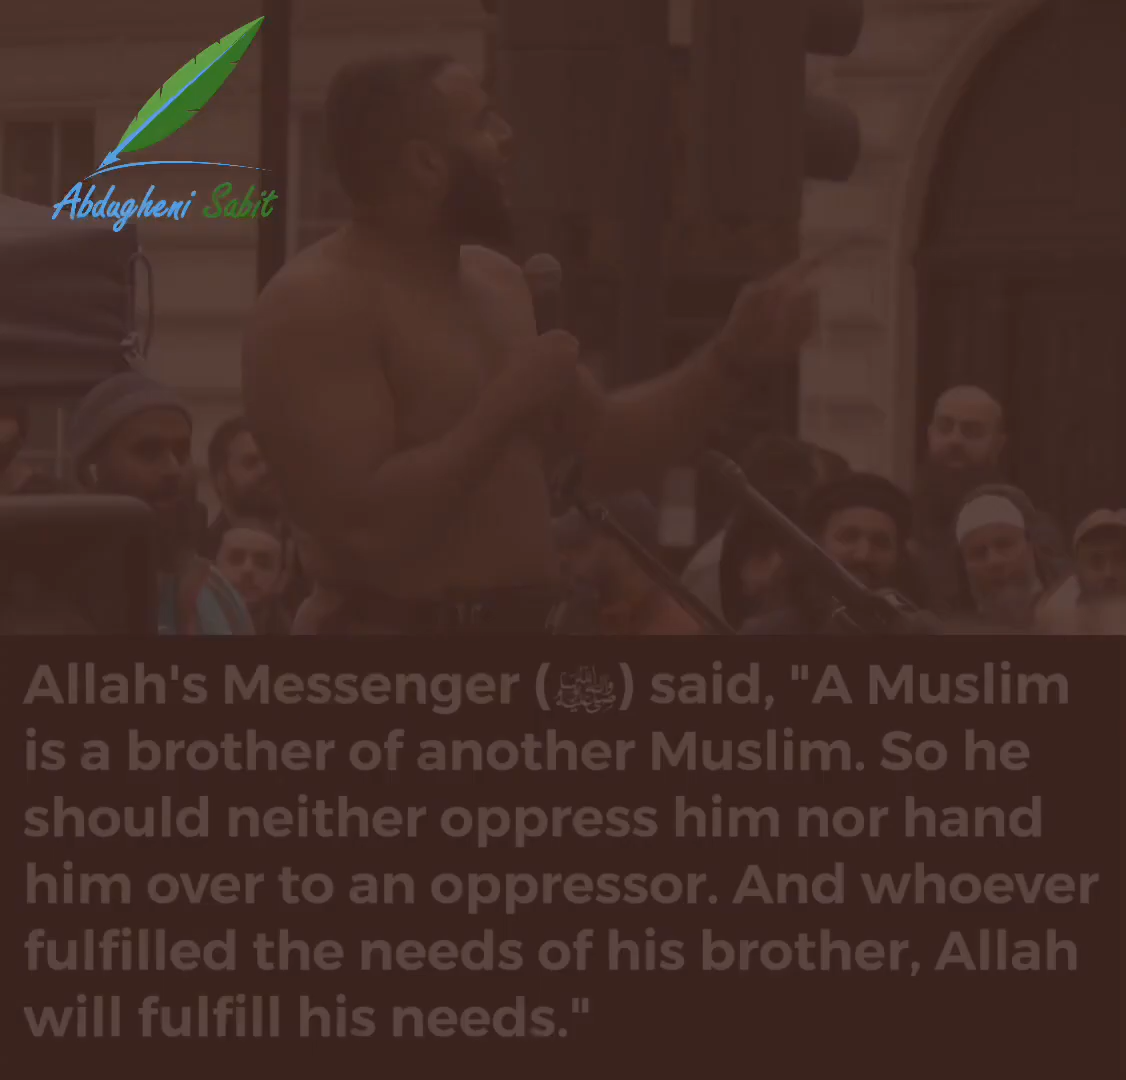 Abdugheni Sabit
Allah's Messenger (ﷺ) said, "A Muslim
is a brother of another Muslim. So he
should neither oppress him nor hand
him over to an oppressor. And whoever
fulfilled the needs of his brother, Allah
will fulfill his needs."